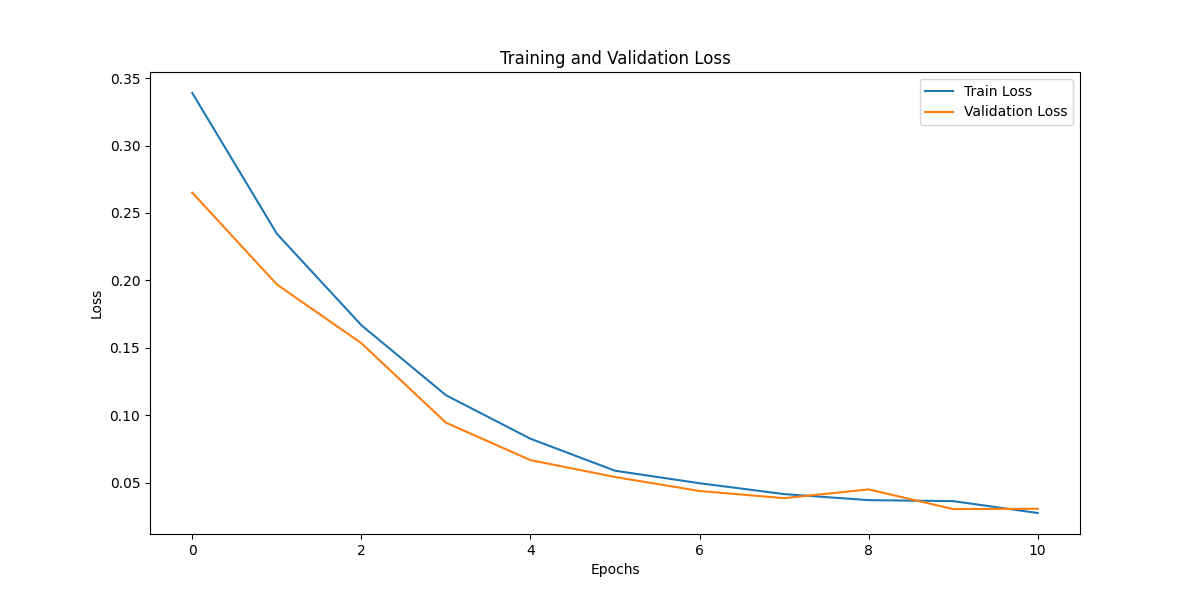 Training and Validation Loss
Train Loss
Validation Loss
0.35
0.30
0.25
0.20
0.15
0.10
0.05
Loss
0 2 4 6 8 10
Epochs